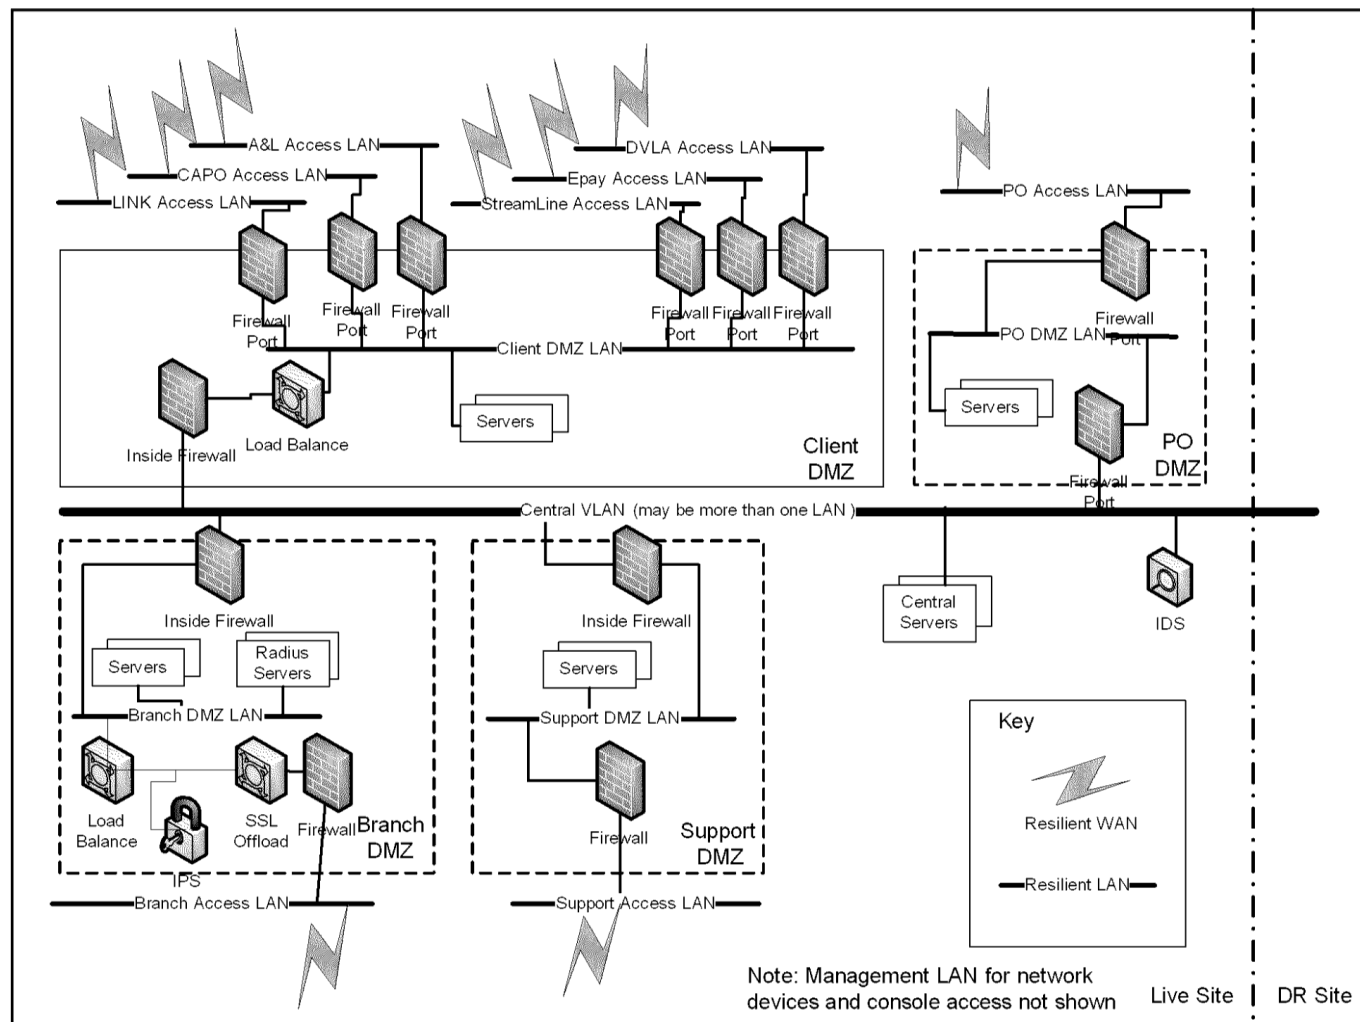 A&L Access LAN
CAPO Access LAN
LINK Access LAN
DVLA Access LAN
Epay Access LAN
StreamLine Access LAN
PO Access LAN
Firewall
Port
Firewall
Port
Firewall
Port
Firewall
Port
Firewall
Port
Firewall
Port
Firewall
Port
PO DMZ LAN
Client DMZ LAN
Servers
Servers
Load Balance
Inside Firewall
Client
DMZ
PO
DMZ
Firewall
Port
Central VLAN (may be more than one LAN )
Inside Firewall
Inside Firewall
Central
Servers
IDS
Servers
Radius
Servers
Servers
Branch DMZ LAN
Support DMZ LAN
Load
Balance
SSL
Offload
Firewall
Branch
DMZ
IPS
Firewall
Support
DMZ
Branch Access LAN
Support Access LAN
Key
Resilient WAN
Resilient LAN
Note: Management LAN for network
devices and console access not shown
Live Site
DR Site